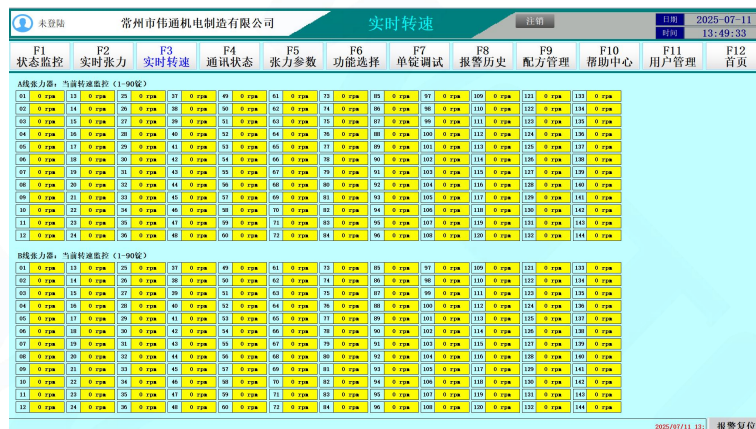 未登陆 常州市伟通机电制造有限公司 实时转速 注销 日期 2025-07-11
时间 13:49:33
F1 F2 F3 F4 F5 F6 F7 F8 F9 F10 F11 F12
状态监控 实时张力 实时转速 通讯状态 张力参数 功能选择 单锭调试 报警历史 配方管理 帮助中心 用户管理 首页
A线张力器:当前转速监控(1-90锭)
01 0 rpm 13 0 rpm 25 0 rpm 37 0 rpm 49 0 rpm 61 0 rpm 73 0 rpm 85 0 rpm 97 0 rpm 109 0 rpm 121 0 rpm 133 0 rpm
02 0 rpm 14 0 rpm 26 0 rpm 38 0 rpm 50 0 rpm 62 0 rpm 74 0 rpm 86 0 rpm 98 0 rpm 110 0 rpm 122 0 rpm 134 0 rpm
03 0 rpm 15 0 rpm 27 0 rpm 39 0 rpm 51 0 rpm 63 0 rpm 75 0 rpm 87 0 rpm 99 0 rpm 111 0 rpm 123 0 rpm 135 0 rpm
04 0 rpm 16 0 rpm 28 0 rpm 40 0 rpm 52 0 rpm 64 0 rpm 76 0 rpm 88 0 rpm 100 0 rpm 112 0 rpm 124 0 rpm 136 0 rpm
05 0 rpm 17 0 rpm 29 0 rpm 41 0 rpm 53 0 rpm 65 0 rpm 77 0 rpm 89 0 rpm 101 0 rpm 113 0 rpm 125 0 rpm 137 0 rpm
06 0 rpm 18 0 rpm 30 0 rpm 42 0 rpm 54 0 rpm 66 0 rpm 78 0 rpm 90 0 rpm 102 0 rpm 114 0 rpm 126 0 rpm 138 0 rpm
07 0 rpm 19 0 rpm 31 0 rpm 43 0 rpm 55 0 rpm 67 0 rpm 79 0 rpm 91 0 rpm 103 0 rpm 115 0 rpm 127 0 rpm 139 0 rpm
08 0 rpm 20 0 rpm 32 0 rpm 44 0 rpm 56 0 rpm 68 0 rpm 80 0 rpm 92 0 rpm 104 0 rpm 116 0 rpm 128 0 rpm 140 0 rpm
09 0 rpm 21 0 rpm 33 0 rpm 45 0 rpm 57 0 rpm 69 0 rpm 81 0 rpm 93 0 rpm 105 0 rpm 117 0 rpm 129 0 rpm 141 0 rpm
10 0 rpm 22 0 rpm 34 0 rpm 46 0 rpm 58 0 rpm 70 0 rpm 82 0 rpm 94 0 rpm 106 0 rpm 118 0 rpm 130 0 rpm 142 0 rpm
11 0 rpm 23 0 rpm 35 0 rpm 47 0 rpm 59 0 rpm 71 0 rpm 83 0 rpm 95 0 rpm 107 0 rpm 119 0 rpm 131 0 rpm 143 0 rpm
12 0 rpm 24 0 rpm 36 0 rpm 48 0 rpm 60 0 rpm 72 0 rpm 84 0 rpm 96 0 rpm 108 0 rpm 120 0 rpm 132 0 rpm 144 0 rpm
B线张力器:当前转速监控(1-90锭)
01 0 rpm 13 0 rpm 25 0 rpm 37 0 rpm 49 0 rpm 61 0 rpm 73 0 rpm 85 0 rpm 97 0 rpm 109 0 rpm 121 0 rpm 133 0 rpm
02 0 rpm 14 0 rpm 26 0 rpm 38 0 rpm 50 0 rpm 62 0 rpm 74 0 rpm 86 0 rpm 98 0 rpm 110 0 rpm 122 0 rpm 134 0 rpm
03 0 rpm 15 0 rpm 27 0 rpm 39 0 rpm 51 0 rpm 63 0 rpm 75 0 rpm 87 0 rpm 99 0 rpm 111 0 rpm 123 0 rpm 135 0 rpm
04 0 rpm 16 0 rpm 28 0 rpm 40 0 rpm 52 0 rpm 64 0 rpm 76 0 rpm 88 0 rpm 100 0 rpm 112 0 rpm 124 0 rpm 136 0 rpm
05 0 rpm 17 0 rpm 29 0 rpm 41 0 rpm 53 0 rpm 65 0 rpm 77 0 rpm 89 0 rpm 101 0 rpm 113 0 rpm 125 0 rpm 137 0 rpm
06 0 rpm 18 0 rpm 30 0 rpm 42 0 rpm 54 0 rpm 66 0 rpm 78 0 rpm 90 0 rpm 102 0 rpm 114 0 rpm 126 0 rpm 138 0 rpm
07 0 rpm 19 0 rpm 31 0 rpm 43 0 rpm 55 0 rpm 67 0 rpm 79 0 rpm 91 0 rpm 103 0 rpm 115 0 rpm 127 0 rpm 139 0 rpm
08 0 rpm 20 0 rpm 32 0 rpm 44 0 rpm 56 0 rpm 68 0 rpm 80 0 rpm 92 0 rpm 104 0 rpm 116 0 rpm 128 0 rpm 140 0 rpm
09 0 rpm 21 0 rpm 33 0 rpm 45 0 rpm 57 0 rpm 69 0 rpm 81 0 rpm 93 0 rpm 105 0 rpm 117 0 rpm 129 0 rpm 141 0 rpm
10 0 rpm 22 0 rpm 34 0 rpm 46 0 rpm 58 0 rpm 70 0 rpm 82 0 rpm 94 0 rpm 106 0 rpm 118 0 rpm 130 0 rpm 142 0 rpm
11 0 rpm 23 0 rpm 35 0 rpm 47 0 rpm 59 0 rpm 71 0 rpm 83 0 rpm 95 0 rpm 107 0 rpm 119 0 rpm 131 0 rpm 143 0 rpm
12 0 rpm 24 0 rpm 36 0 rpm 48 0 rpm 60 0 rpm 72 0 rpm 84 0 rpm 96 0 rpm 108 0 rpm 120 0 rpm 132 0 rpm 144 0 rpm
2025/07/11 13: 报警复位